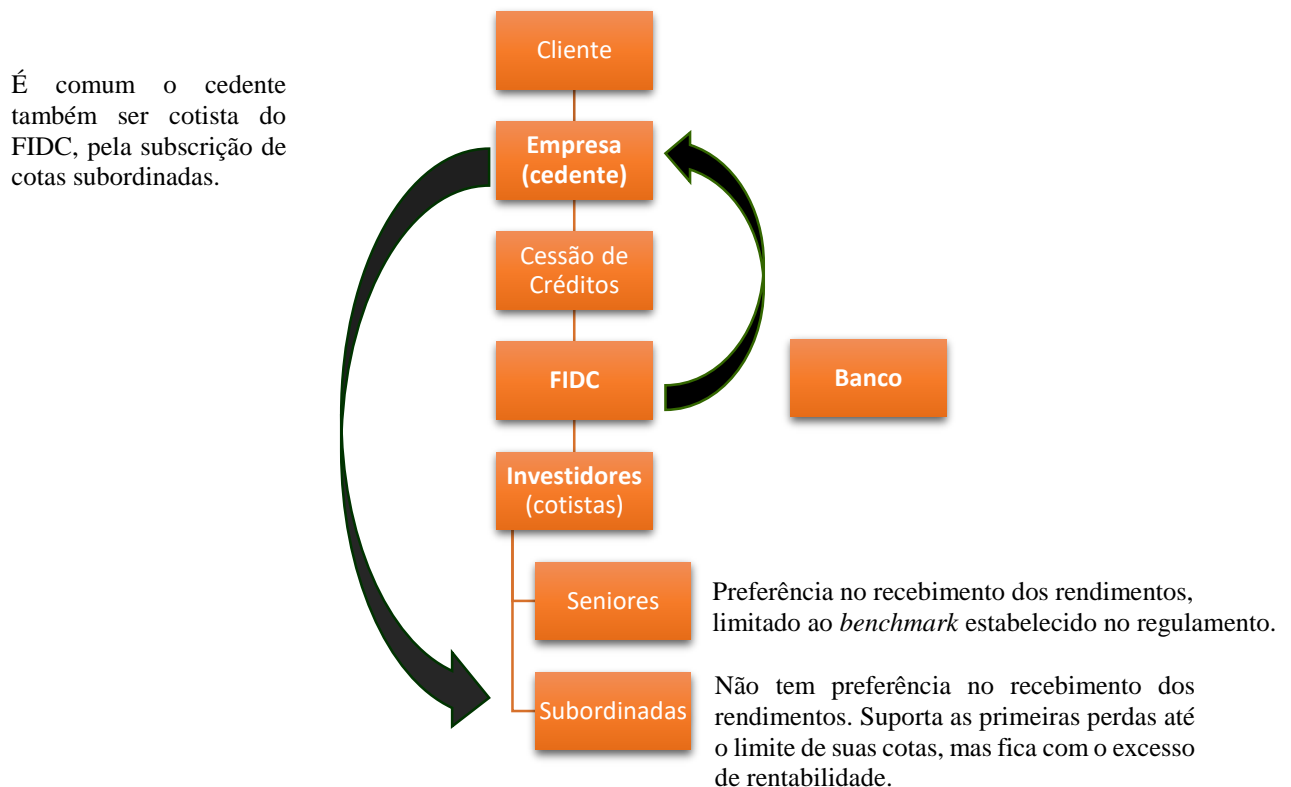 Cliente
É comum o cedente
também ser cotista do
FIDC, pela subscrição de
cotas subordinadas.
Empresa
(cedente)
Cessão de
Créditos
FIDC
Banco
Investidores
(cotistas)
Seniores
Preferência no recebimento dos rendimentos,
limitado ao benchmark estabelecido no regulamento.
Subordinadas
Não tem preferência no recebimento dos
rendimentos. Suporta as primeiras perdas até
o limite de suas cotas, mas fica com o excesso
de rentabilidade.